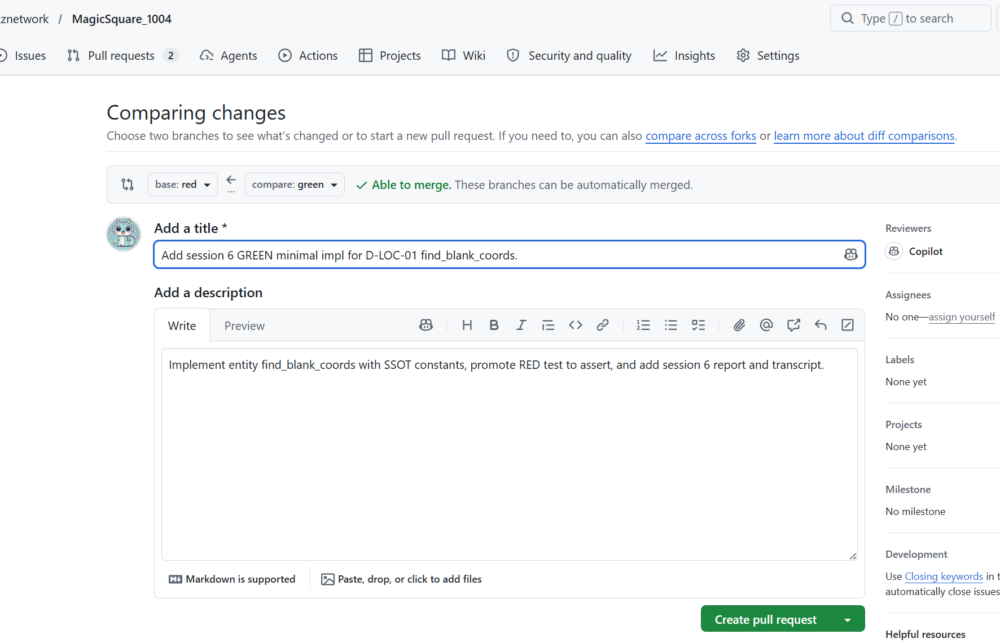 znetwork / MagicSquare_1004
Type / to search
Issues
Pull requests 2
Agents
Actions
Projects
Wiki
Security and quality
Insights
Settings
Comparing changes
Choose two branches to see what's changed or to start a new pull request. If you need to, you can also compare across forks or learn more about diff comparisons.
base: red
...
compare: green
Able to merge. These branches can be automatically merged.
Add a title *
Add session 6 GREEN minimal impl for D-LOC-01 find_blank_coords.
Add a description
Write
Preview
Implement entity find_blank_coords with SSOT constants, promote RED test to assert, and add session 6 report and transcript.
Markdown is supported
Paste, drop, or click to add files
Create pull request
Reviewers
Copilot
Assignees
No one—assign yourself
Labels
None yet
Projects
None yet
Milestone
No milestone
Development
Use Closing keywords in
automatically close issues
Helpful resources